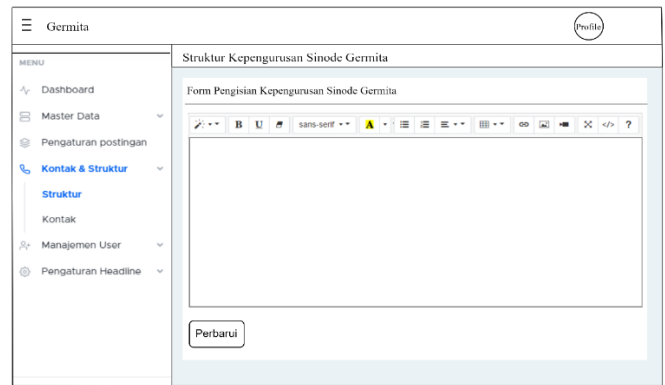 Germita
Profile
MENU
Struktur Kepengurusan Sinode Germita
Dashboard
Master Data
Pengaturan postingan
Kontak & Struktur
Struktur
Kontak
Manajemen User
Pengaturan Headline
Form Pengisian Kepengurusan Sinode Germita
B U sans-serif A </> ?
Perbarui